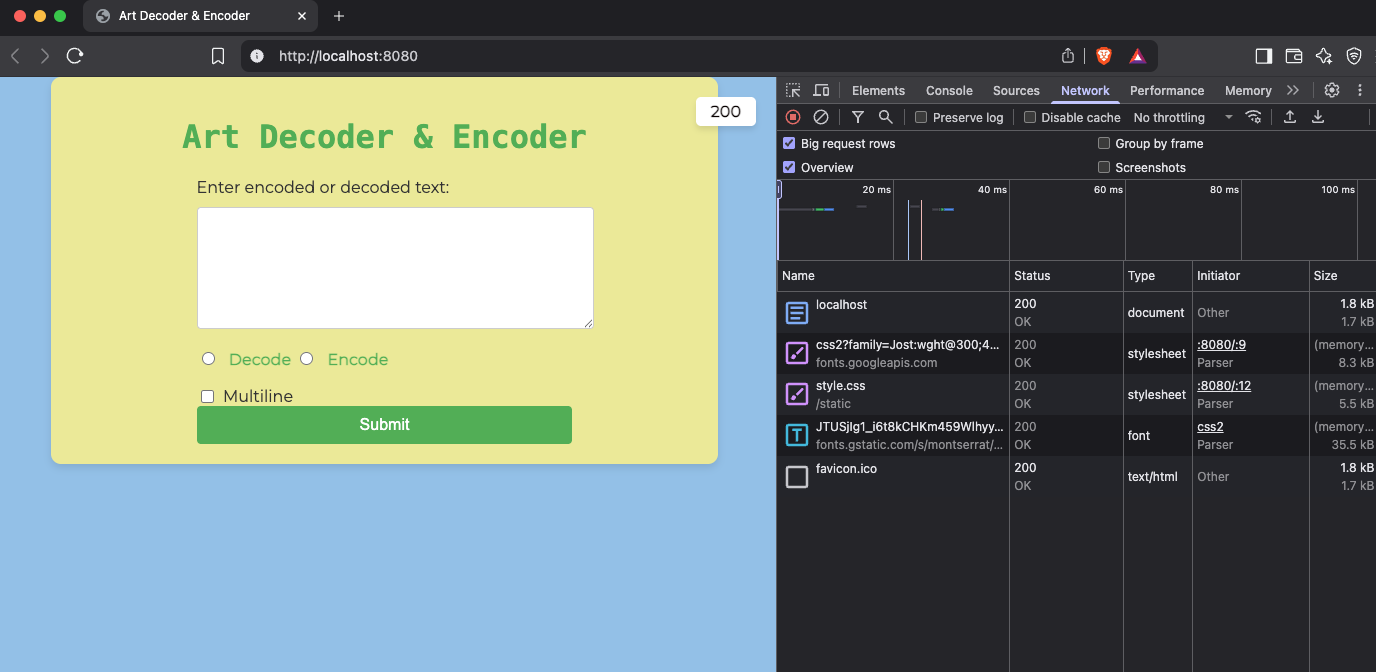 Art Decoder & Encoder
http://localhost:8080
200
Art Decoder & Encoder
Enter encoded or decoded text:
Decode Encode
Multiline
Submit
Elements Console Sources Network Performance Memory
Preserve log Disable cache No throttling
Big request rows Group by frame
Overview Screenshots
20 ms 40 ms 60 ms 80 ms 100 ms
Name Status Type Initiator Size
localhost 200 OK document Other 1.8 kB 1.7 kB
css2?family=Jost:wght@300;4... fonts.googleapis.com 200 OK stylesheet :8080/:9 Parser (memory... 8.3 kB
style.css /static 200 OK stylesheet :8080/:12 Parser (memory... 5.5 kB
JTUSjIg1_i6t8kCHKm459Wlhyy... fonts.gstatic.com/s/montserrat/... 200 OK font css2 Parser (memory... 35.5 kB
favicon.ico 200 OK text/html Other 1.8 kB 1.7 kB